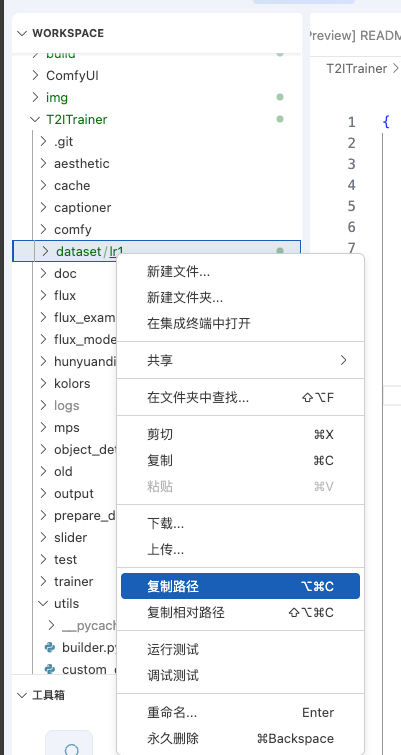 WORKSPACE
build
Preview] READM
ComfyUI
T2ITrainer
img
T2ITrainer
1
{
.git
2
aesthetic
3
cache
4
captioner
5
comfy
6
dataset/lr1
7
doc
flux
flux_exam
flux_mode
hunyuandi
kolors
logs
mps
object_det
old
output
prepare_d
slider
test
trainer
utils
__pycach
builder.py
custom_
工具箱
新建文件...
新建文件夹...
在集成终端中打开
共享
在文件夹中查找... ⇧⌥F
剪切 ⌘X
复制 ⌘C
粘贴 ⌘V
下载...
上传...
复制路径 ⌥⌘C
复制相对路径 ⇧⌥⌘C
运行测试
调试测试
重命名... Enter
永久删除 ⌘Backspace